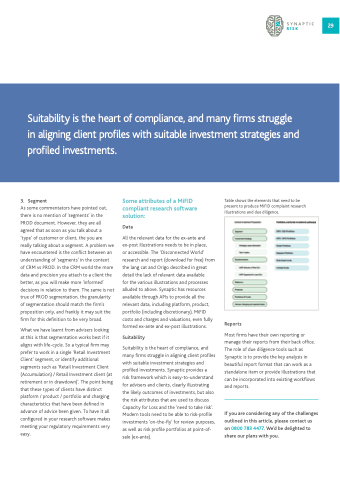 SYNAPTIC
RISK
29
Suitability is the heart of compliance, and many firms struggle
in aligning client profiles with suitable investment strategies and
profiled investments.
3. Segment
As some commentators have pointed out,
there is no mention of 'segments' in the
PROD document. However, they are all
agreed that as soon as you talk about a
'type' of customer or client, the you are
really talking about a segment. A problem we
have encountered is the conflict between an
understanding of 'segments' in the context
of CRM vs PROD. In the CRM world the more
data and precision you attach to a client the
better, as you will make more 'informed'
decisions in relation to them. The same is not
true of PROD segmentation, the granularity
of segmentation should match the firm's
proposition only, and frankly it may suit the
firm for this definition to be very broad.
What we have learnt from advisers looking
at this is that segmentation works best if it
aligns with life-cycle. So a typical firm may
prefer to work in a single 'Retail Investment
Client' segment, or identify additional
segments such as 'Retail Investment Client
(Accumulation) / Retail Investment client (at
retirement or in drawdown)'. The point being
that these types of clients have distinct
platform / product / portfolio and charging
characteristics that have been defined in
advance of advice been given. To have it all
configured in your research software makes
meeting your regulatory requirements very
easy.
Some attributes of a MiFID
compliant research software
solution:
Data
All the relevant data for the ex-ante and
ex-post illustrations needs to be in place,
or accessible. The 'Disconnected World'
research and report (download for free) from
the lang cat and Origo described in great
detail the lack of relevant data available
for the various illustrations and processes
alluded to above. Synaptic has resources
available through APIs to provide all the
relevant data, including platform, product,
portfolio (including discretionary), MiFID
costs and charges and valuations, even fully
formed ex-ante and ex-post illustrations.
Suitability
Suitability is the heart of compliance, and
many firms struggle in aligning client profiles
with suitable investment strategies and
profiled investments. Synaptic provides a
risk framework which is easy-to-understand
for advisers and clients, clearly illustrating
the likely outcomes of investments, but also
the risk attributes that are used to discuss
Capacity for Loss and the 'need to take risk'.
Modern tools need to be able to risk-profile
investments 'on-the-fly' for review purposes,
as well as risk profile portfolios at point-of-
sale (ex-ante).
Table shows the elements that need to be
present to produce MiFID compliant research
illustrations and due diligence.
Reports
Most firms have their own reporting or
manage their reports from their back office.
The role of due diligence tools such as
Synaptic is to provide the key analysis in
beautiful report format that can work as a
standalone item or provide illustrations that
can be incorporated into existing workflows
and reports.
If you are considering any of the challenges
outlined in this article, please contact us
on 0800 783 4477. We'd be delighted to
share our plans with you.